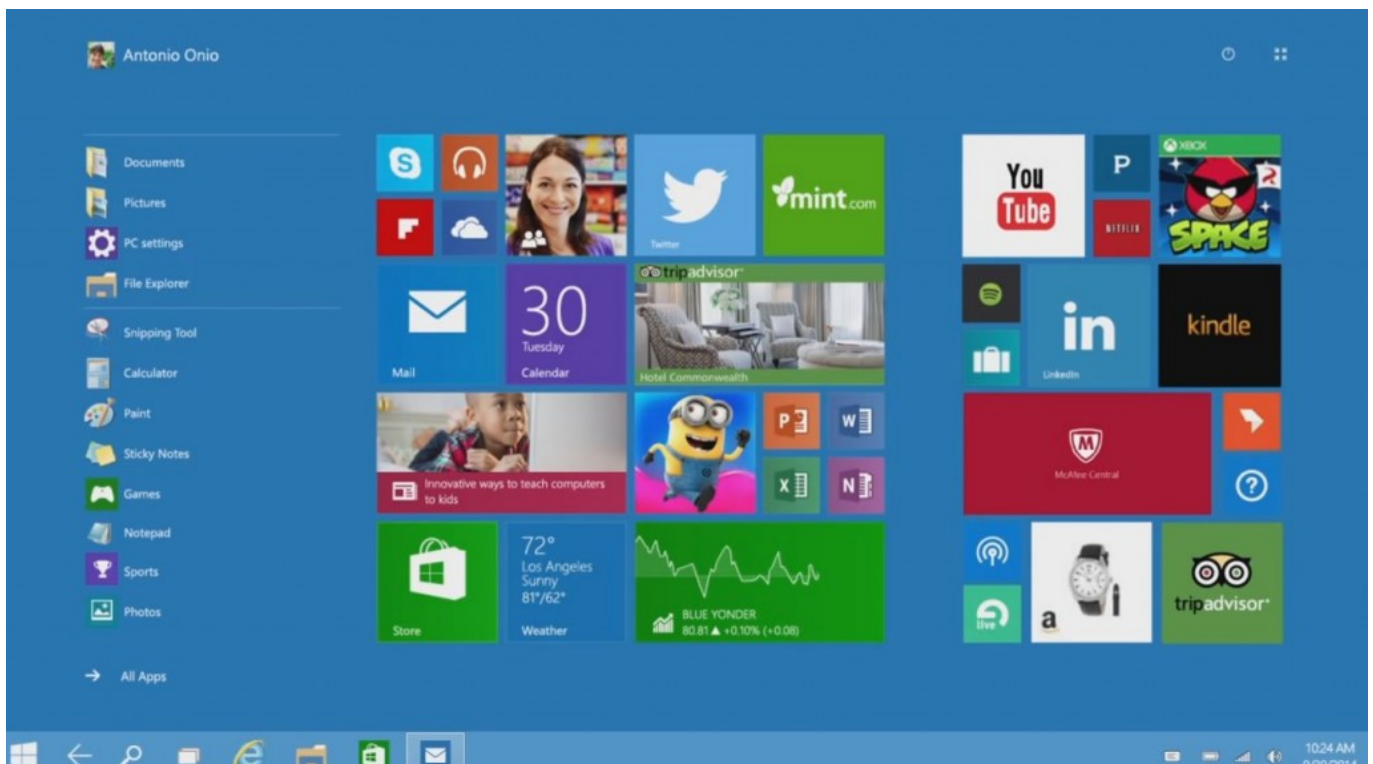 Antonio Onio
Documents
Pictures
PC settings
File Explorer
Snipping Tool
Calculator
Paint
Sticky Notes
Games
Notepad
Sports
Photos
All Apps
S
Twitter
mint.com
Mail
30
Tuesday
Calendar
tripadvisor
Hotel Commonwealth
Innovative ways to teach computers
to kids
P
W
X
N
Store
72°
Los Angeles
Sunny
81°/62°
Weather
BLUE YONDER
80.81 ▲ +0.10% (+0.08)
You
Tube
P
NETFLIX
XBOX
SPACE
in
LinkedIn
kindle
M
McAfee Central
?
live
a
tripadvisor
10:24 AM